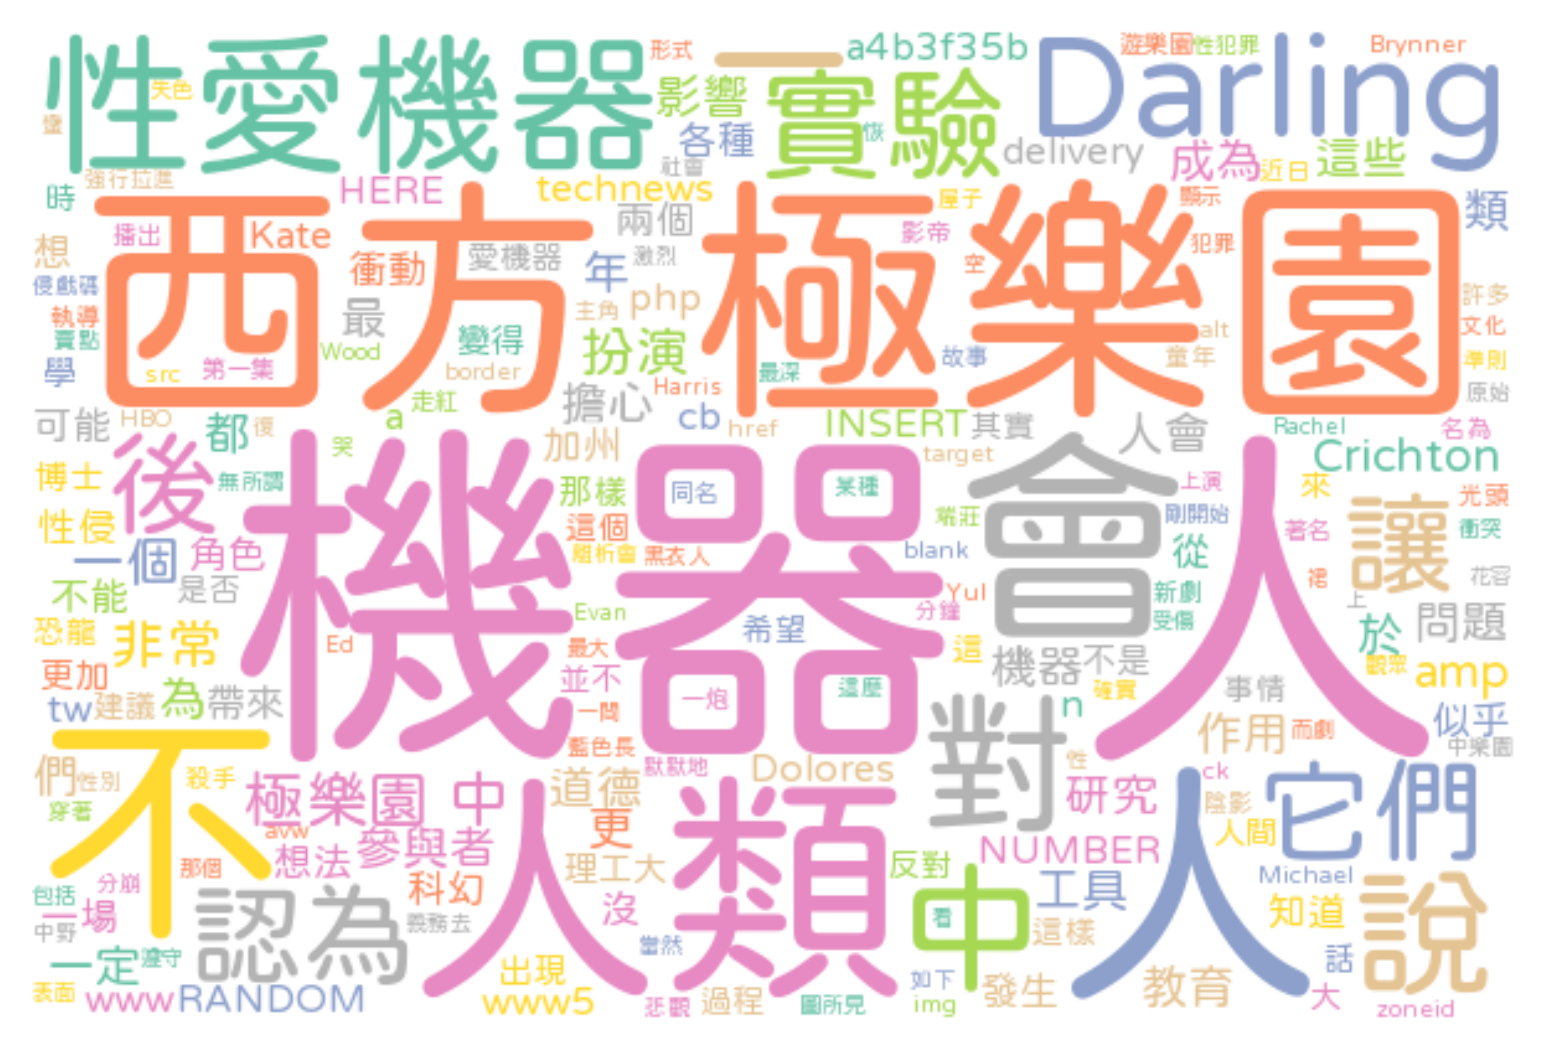 性愛機器
一
實驗
Darling
形式
a4b3f35b
遊樂園
性犯罪
Brynner
失色
影響
各種
恢
delivery
成為
近日
這些
社會
強行拉進
時
HERE
technews
兩個
屋子
顯示
類
西方極樂園
播出
Kate
想
衝動
愛機器
激烈
年
影帝
空
犯罪
侵戲碼
執導
賣點
最
主角
php
許多
文化
變得
扮演
alt
學
src
第一集
Wood
border
最深
故事
童年
準則
原始
可能
HBO
都
復
a
走紅
擔心
Harris
cb
href
INSERT
其實
人會
Rachel
名為
Crichton
哭
加州
target
機器人
會
後
博士
無所謂
那樣
同名
某種
上演
來
光頭
性侵
這個
端莊
剛開始
著名
讓
衝突
一個
角色
離析會
黑衣人
blank
從
不能
是否
Evan
Yul
新劇
裙
花容
上
恐龍
非常
希望
分鐘
受傷
於
問題
Ed
最大
這
機器
不是
觀眾
amp
更加
並不
一炮
這麼
確實
事情
tw
建議
為
帶來
一問
n
作用
而劇
似乎
藍色長
中樂園
不
對
性
們
性別
殺手
默默地
Dolores
極樂園
中
道德
研究
ck
陰影
它們
穿著
avw
想法
參與者
更
人類
NUMBER
人
人間
那個
理工大
反對
Michael
包括
分崩
科幻
工具
一場
中野
認為
義務去
沒
中
看
這樣
知道
說
一定
遵守
出現
當然
如下
話
表面
www
RANDOM
www5
悲觀
過程
圖所見
img
發生
教育
大
zoneid